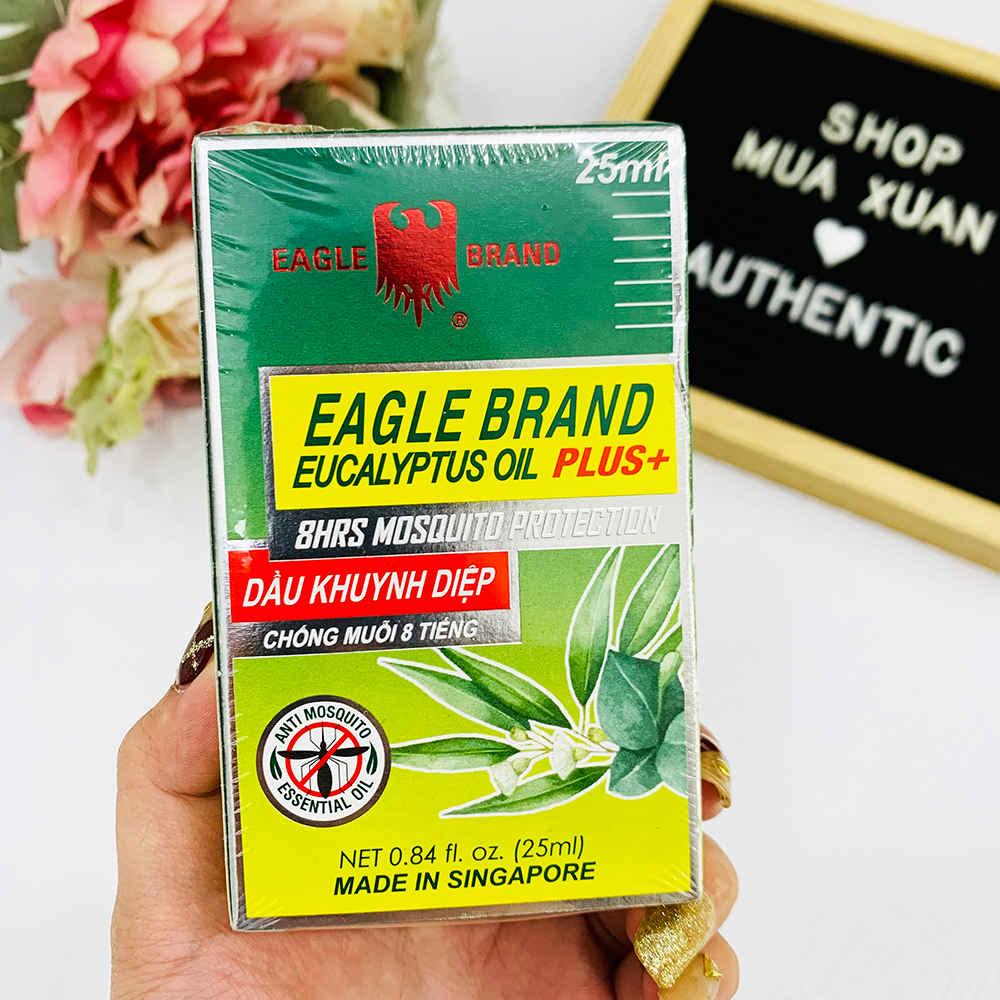 25ml
EAGLE BRAND
®
EAGLE BRAND
EUCALYPTUS OIL PLUS+
8HRS MOSQUITO PROTECTION
DẦU KHUYNH DIỆP
CHỐNG MUỖI 8 TIẾNG
ANTI MOSQUITO
ESSENTIAL OIL
NET 0.84 fl. oz. (25ml)
MADE IN SINGAPORE
SHOP
MUA XUAN
AUTHENTIC